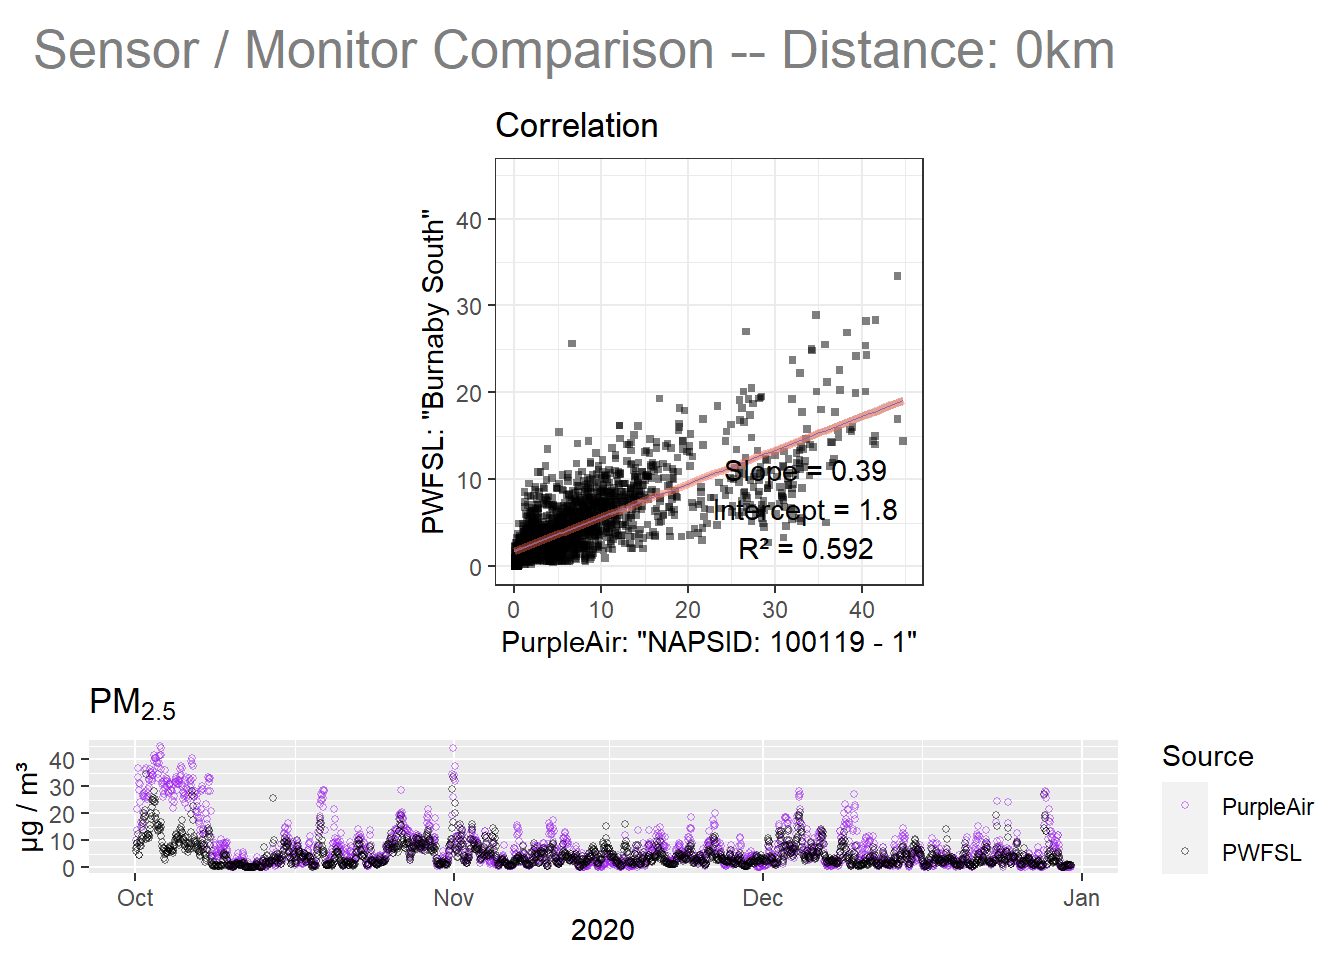 Sensor / Monitor Comparison -- Distance: 0km
Correlation
PWFSL: "Burnaby South"
40
30
20
10
0
Slope = 0.39
Intercept = 1.8
R² = 0.592
0 10 20 30 40
PurpleAir: "NAPSID: 100119 - 1"
PM2.5
µg / m³
40
30
20
10
0
Oct Nov Dec Jan
2020
Source
PurpleAir
PWFSL